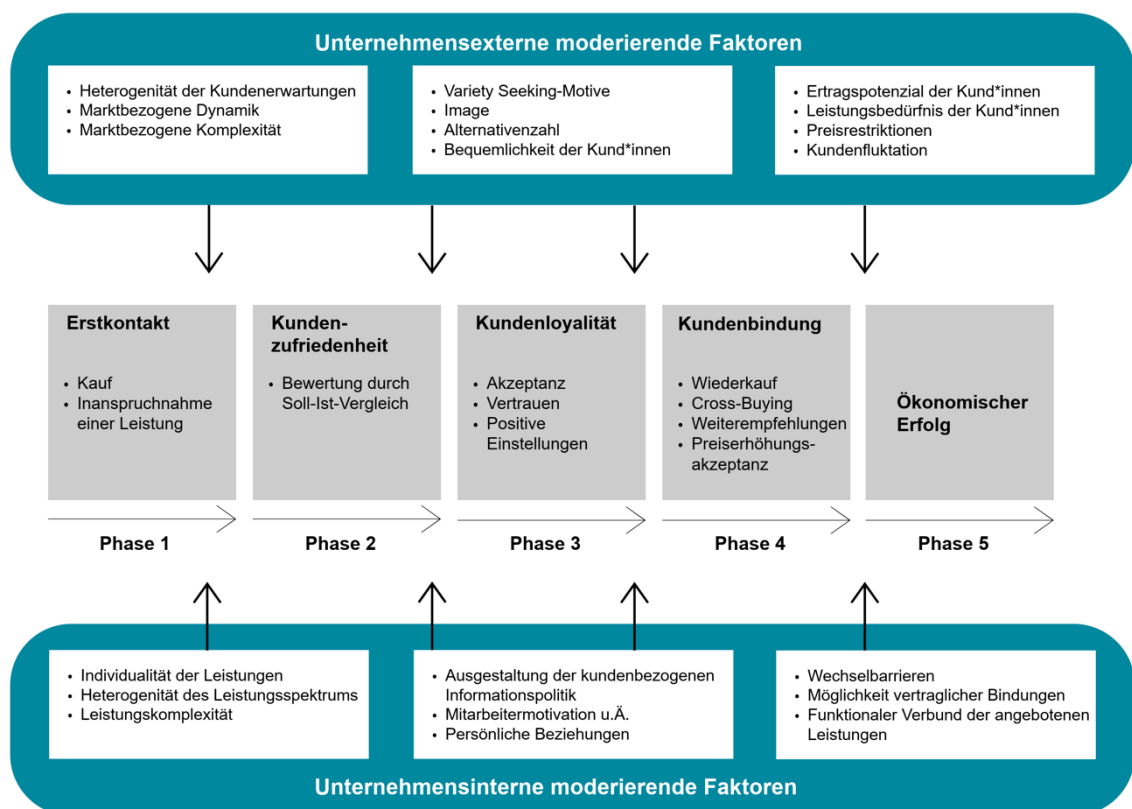 Unternehmensexterne moderierende Faktoren
• Heterogenität der Kundenerwartungen
• Marktbezogene Dynamik
• Marktbezogene Komplexität
• Variety Seeking-Motive
• Image
• Alternativenzahl
• Bequemlichkeit der Kund*innen
• Ertragspotenzial der Kund*innen
• Leistungsbedürfnis der Kund*innen
• Preisrestriktionen
• Kundenfluktation
Erstkontakt
• Kauf
• Inanspruchnahme
einer Leistung
Kunden-
zufriedenheit
• Bewertung durch
Soll-Ist-Vergleich
Kundenloyalität
• Akzeptanz
• Vertrauen
• Positive
Einstellungen
Kundenbindung
• Wiederkauf
• Cross-Buying
• Weiterempfehlungen
• Preiserhöhungs-
akzeptanz
Ökonomischer
Erfolg
Phase 1
Phase 2
Phase 3
Phase 4
Phase 5
• Individualität der Leistungen
• Heterogenität des Leistungsspektrums
• Leistungskomplexität
• Ausgestaltung der kundenbezogenen
Informationspolitik
• Mitarbeitermotivation u.Ä.
• Persönliche Beziehungen
• Wechselbarrieren
• Möglichkeit vertraglicher Bindungen
• Funktionaler Verbund der angebotenen
Leistungen
Unternehmensinterne moderierende Faktoren